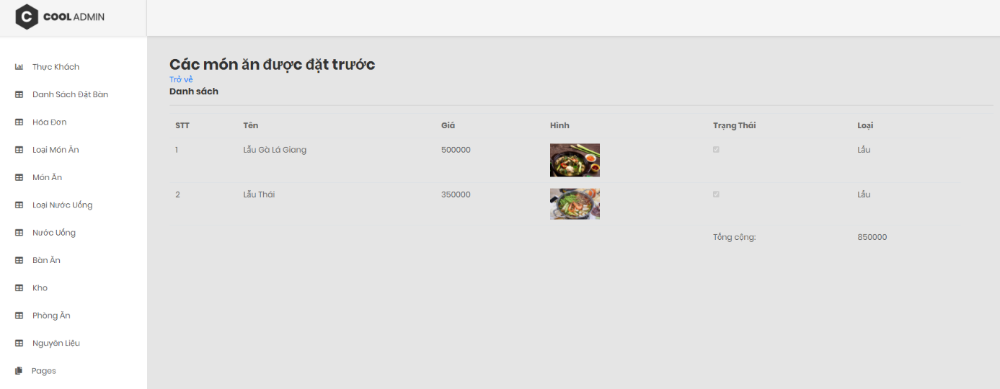 COOL ADMIN
Thực Khách
Danh Sách Đặt Bàn
Hóa Đơn
Loại Món Ăn
Món Ăn
Loại Nước Uống
Nước Uống
Bàn Ăn
Kho
Phòng Ăn
Nguyên Liệu
Pages
Các món ăn được đặt trước
Trở về
Danh sách
STT Tên Giá Hình Trạng Thái Loại
1 Lẩu Gà Lá Giang 500000 Lẩu
2 Lẩu Thái 350000 Lẩu
Tổng cộng: 850000